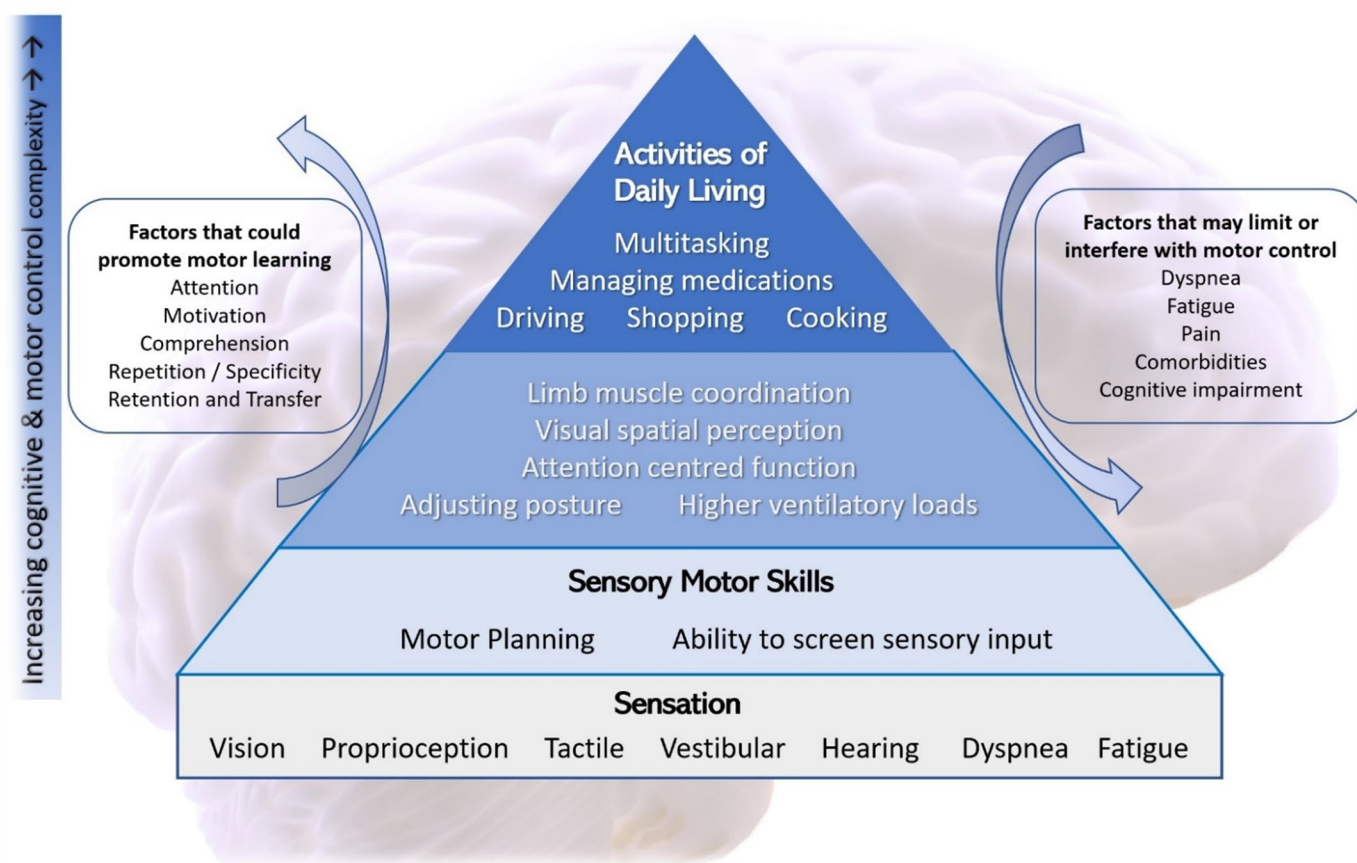 Increasing cognitive & motor control complexity → →
Factors that could
promote motor learning
Attention
Motivation
Comprehension
Repetition / Specificity
Retention and Transfer
Activities of
Daily Living
Multitasking
Managing medications
Driving Shopping Cooking
Factors that may limit or
interfere with motor control
Dyspnea
Fatigue
Pain
Comorbidities
Cognitive impairment
Limb muscle coordination
Visual spatial perception
Attention centred function
Adjusting posture Higher ventilatory loads
Sensory Motor Skills
Motor Planning Ability to screen sensory input
Sensation
Vision Proprioception Tactile Vestibular Hearing Dyspnea Fatigue